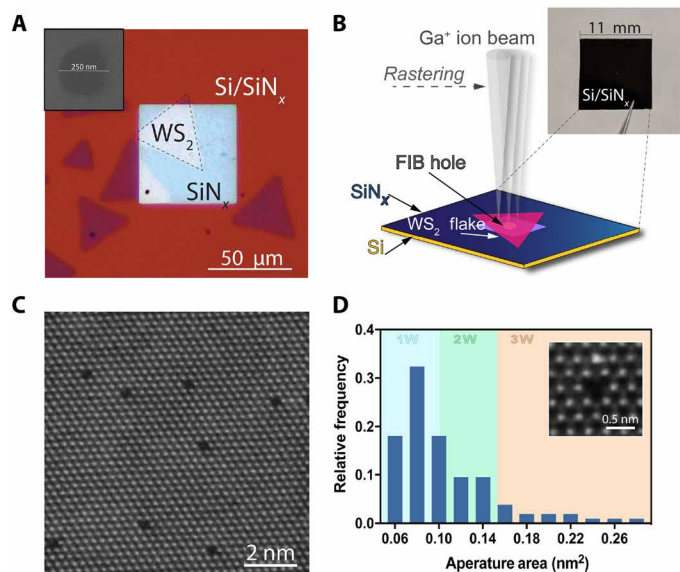 A
250 nm
Si/SiNx
WS2
SiNx
50 µm
B
Ga+ ion beam
Rastering
11 mm
Si/SiNx
FIB hole
SiNx
WS2 flake
Si
C
2 nm
D
0.4
0.3
0.2
0.1
0.0
Relative frequency
1W 2W 3W
0.5 nm
0.06 0.10 0.14 0.18 0.22 0.26
Aperature area (nm2)